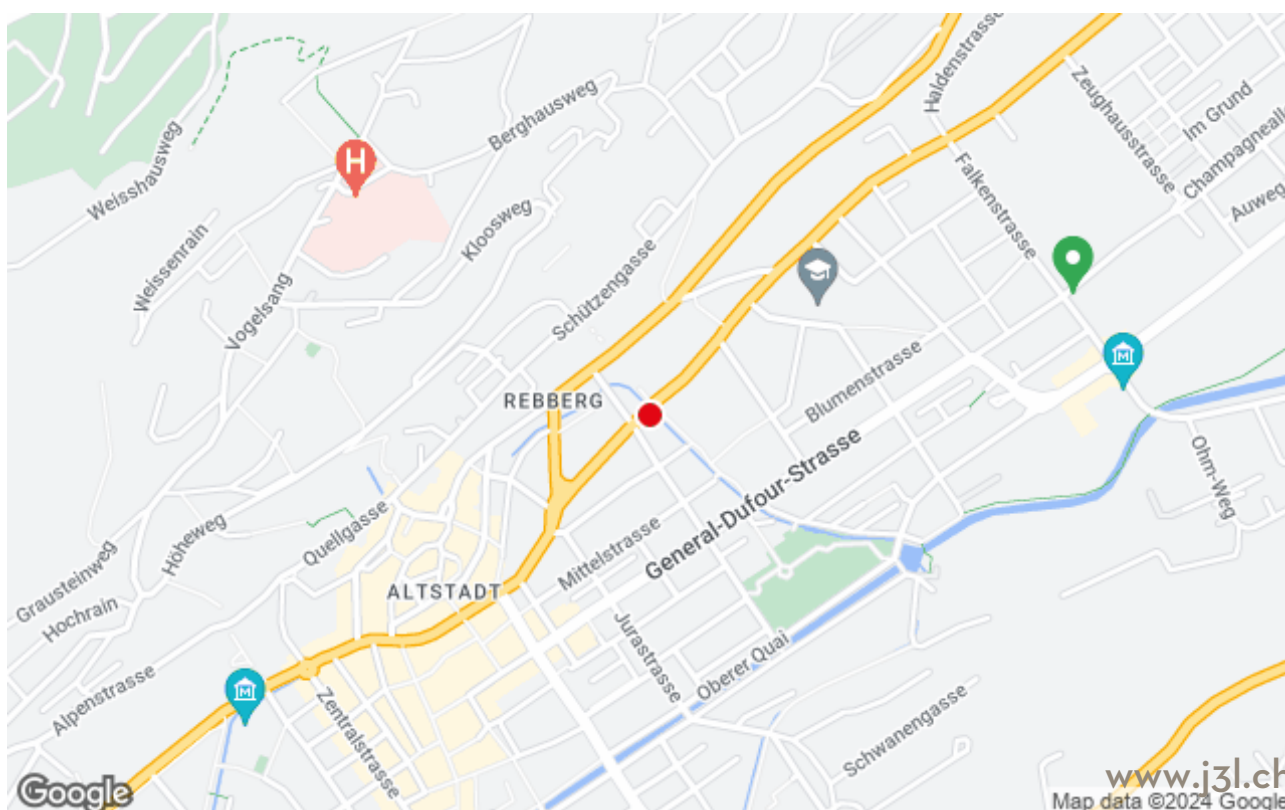 Haldenstrasse
Zeughausstrasse
Im Grund
Champagneallee
Auweg
Berghausweg
Weisshausweg
Falkenstrasse
Kloosweg
Weissenrain
Vogelsang
Schützengasse
H
REBBERG
Blumenstrasse
M
General-Dufour-Strasse
Ohm-Weg
Quellgasse
Höheweg
Grausteinweg
Hochrain
Mittelstrasse
ALTSTADT
Jurastrasse
Oberer Quai
Alpenstrasse
M
Zentralstrasse
Schwanengasse
www.j3l.ch
Google
Map data ©2024 Google